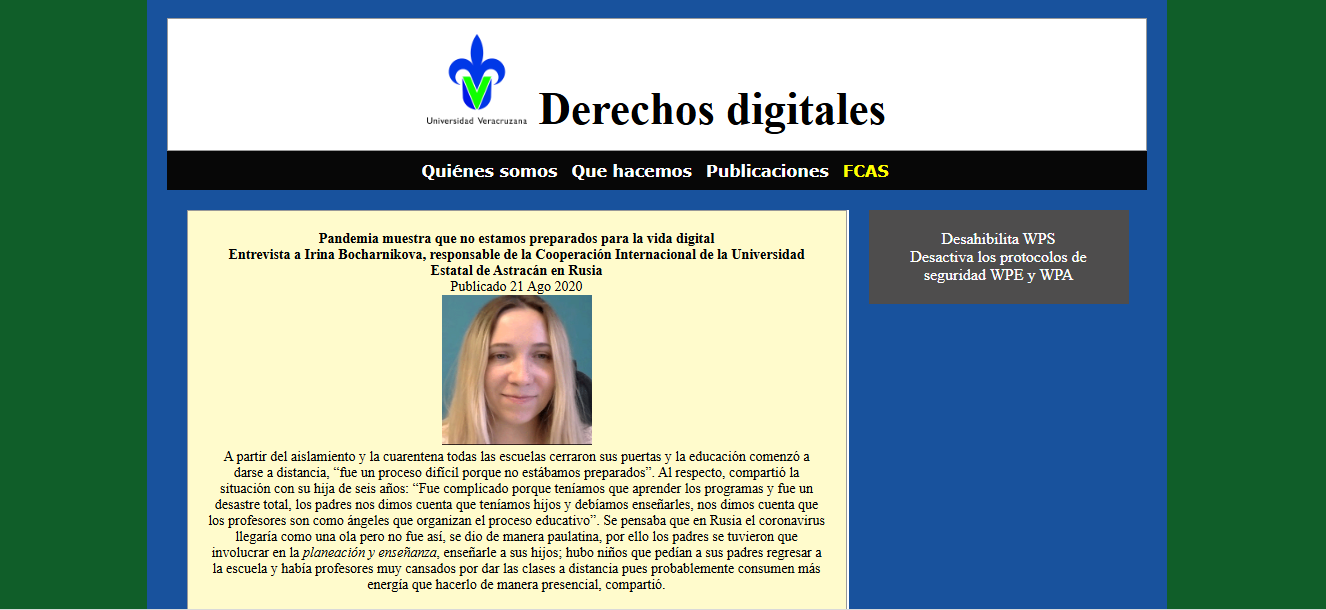 Universidad Veracruzana
Derechos digitales
Quiénes somos Que hacemos Publicaciones FCAS
Pandemia muestra que no estamos preparados para la vida digital
Entrevista a Irina Bocharnikova, responsable de la Cooperación Internacional de la Universidad
Estatal de Astracán en Rusia
Publicado 21 Ago 2020
A partir del aislamiento y la cuarentena todas las escuelas cerraron sus puertas y la educación comenzó a
darse a distancia, “fue un proceso difícil porque no estábamos preparados”. Al respecto, compartió la
situación con su hija de seis años: “Fue complicado porque teníamos que aprender los programas y fue un
desastre total, los padres nos dimos cuenta que teníamos hijos y debíamos enseñarles, nos dimos cuenta que
los profesores son como ángeles que organizan el proceso educativo”. Se pensaba que en Rusia el coronavirus
llegaría como una ola pero no fue así, se dio de manera paulatina, por ello los padres se tuvieron que
involucrar en la planeación y enseñanza, enseñarle a sus hijos; hubo niños que pedían a sus padres regresar a
la escuela y había profesores muy cansados por dar las clases a distancia pues probablemente consumen más
energía que hacerlo de manera presencial, compartió.
Desahibilita WPS
Desactiva los protocolos de
seguridad WPE y WPA